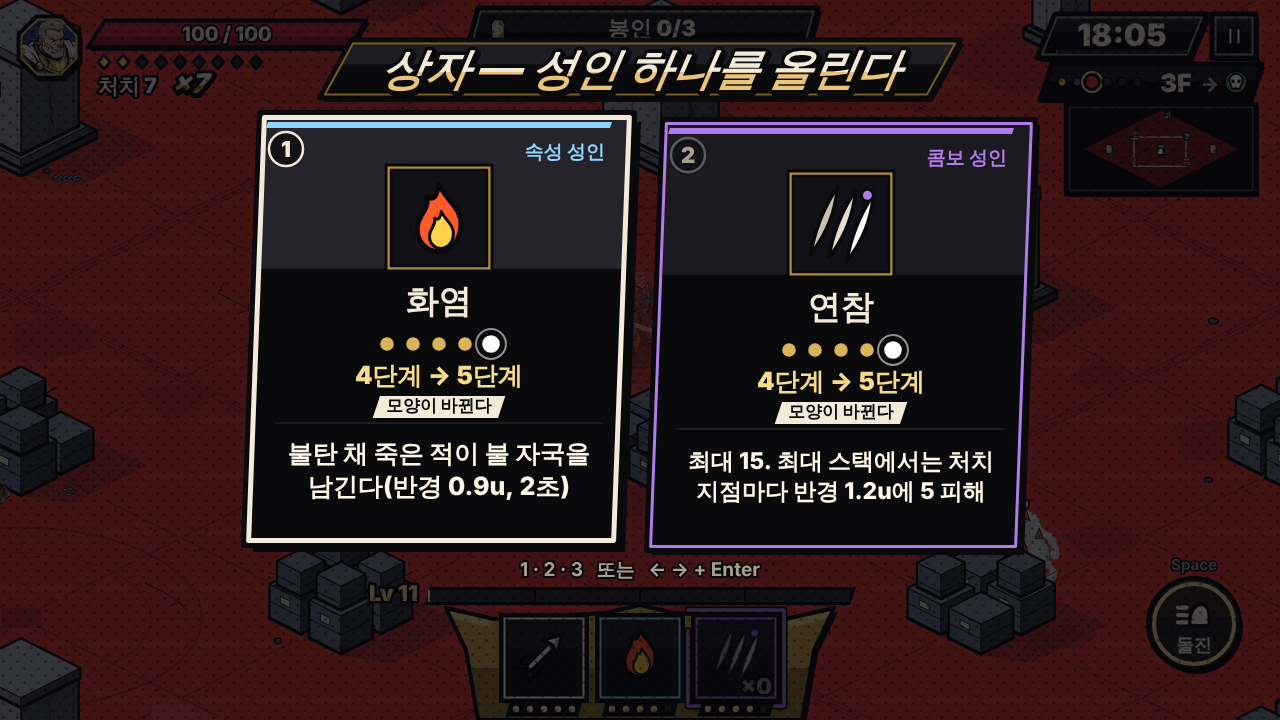 100 / 100
처치 7 ×7
봉인 0/3
18:05
3F →
상자 — 성인 하나를 올린다
1
속성 성인
화염
4단계 → 5단계
모양이 바뀐다
불탄 채 죽은 적이 불 자국을
남긴다(반경 0.9u, 2초)
2
콤보 성인
연참
4단계 → 5단계
모양이 바뀐다
최대 15. 최대 스택에서는 처치
지점마다 반경 1.2u에 5 피해
1 · 2 · 3 또는 ← → + Enter
Lv 11
×0
Space
돌진